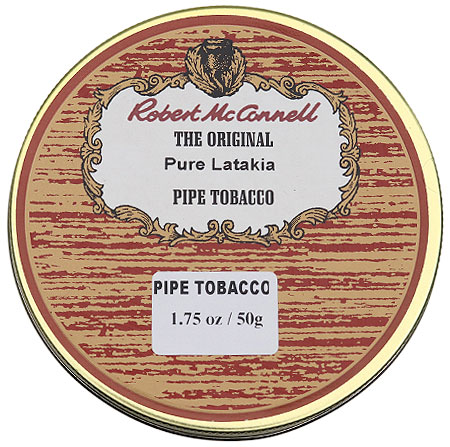 Robert McConnell
THE ORIGINAL
Pure Latakia
PIPE TOBACCO
PIPE TOBACCO
1.75 oz / 50g